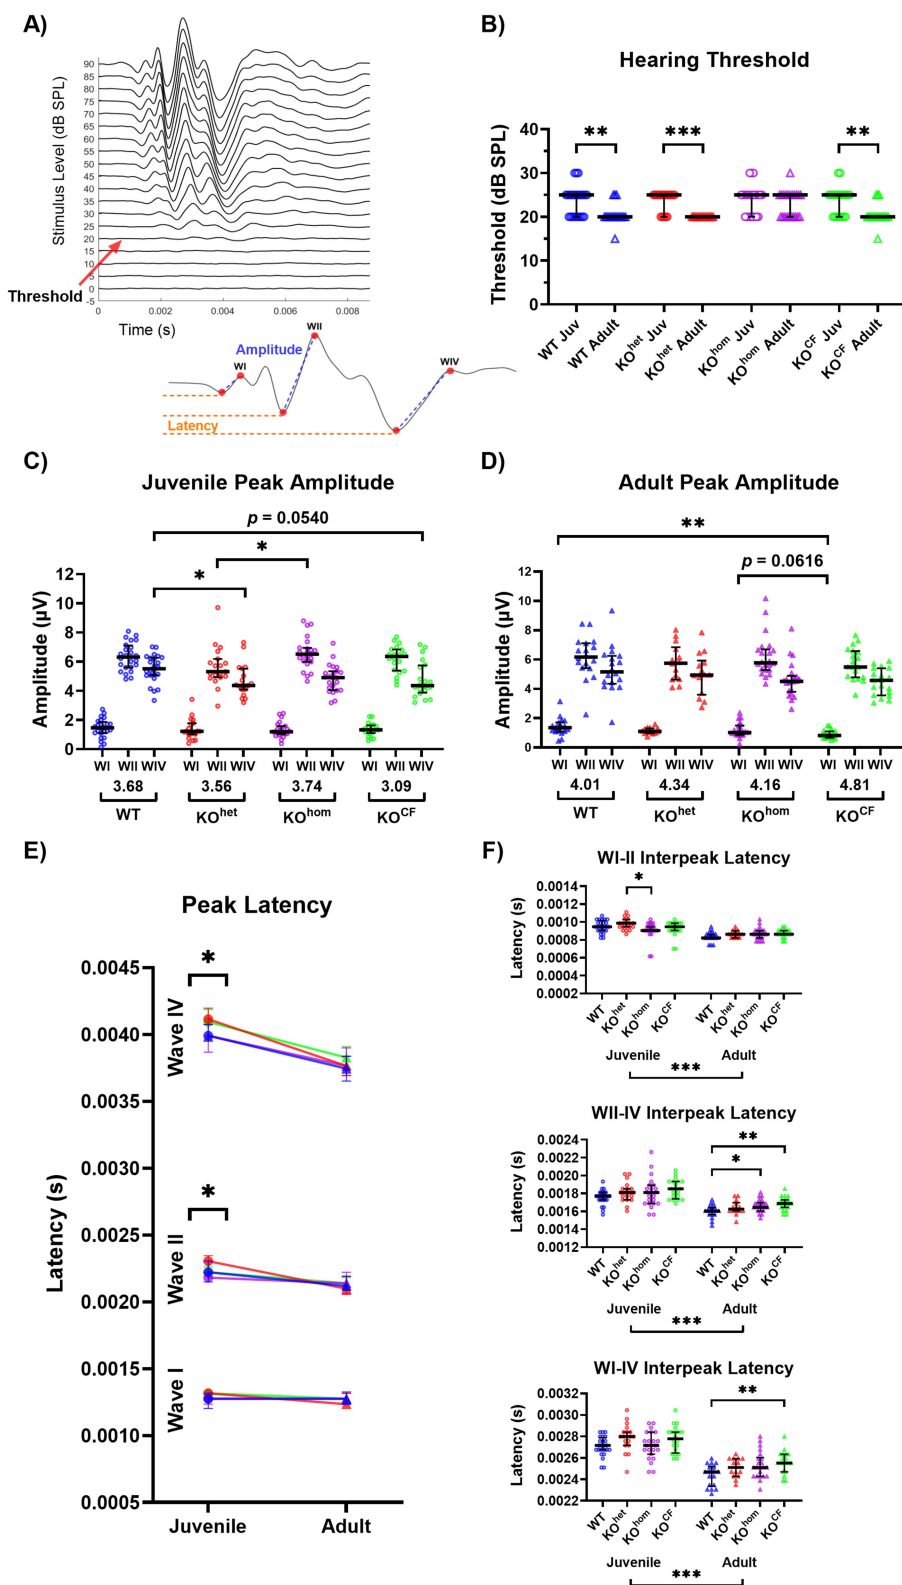 A)
Stimulus Level (dB SPL)
90
85
80
75
70
65
60
55
50
45
40
35
30
25
20
15
10
5
0
-5
Threshold
0 0.002 0.004 0.006 0.008
Time (s)
Amplitude
WI
WII
WIV
Latency
B)
Hearing Threshold
Threshold (dB SPL)
40
30
20
10
0
** *** **
WT Juv
WT Adult
KOhet Juv
KOhet Adult
KOhom Juv
KOhom Adult
KOCF Juv
KOCF Adult
C)
Juvenile Peak Amplitude
p = 0.0540
*
*
Amplitude (µV)
12
10
8
6
4
2
0
WI WII WIV WI WII WIV WI WII WIV WI WII WIV
3.68 3.56 3.74 3.09
WT KOhet KOhom KOCF
D)
Adult Peak Amplitude
**
p = 0.0616
Amplitude (µV)
12
10
8
6
4
2
0
WI WII WIV WI WII WIV WI WII WIV WI WII WIV
4.01 4.34 4.16 4.81
WT KOhet KOhom KOCF
E)
Peak Latency
Latency (s)
0.0045
0.0040
0.0035
0.0030
0.0025
0.0020
0.0015
0.0010
0.0005
*
Wave IV
*
Wave II
Wave I
Juvenile Adult
F)
WI-II Interpeak Latency
Latency (s)
0.0014
0.0010
0.0008
0.0006
0.0004
0.0002
*
WT KOhet KOhom KOCF WT KOhet KOhom KOCF
Juvenile Adult
***
WII-IV Interpeak Latency
Latency (s)
0.0024
0.0020
0.0018
0.0016
0.0014
0.0012
**
*
WT KOhet KOhom KOCF WT KOhet KOhom KOCF
Juvenile Adult
***
WI-IV Interpeak Latency
Latency (s)
0.0032
0.0030
0.0028
0.0026
0.0024
0.0022
**
WT KOhet KOhom KOCF WT KOhet KOhom KOCF
Juvenile Adult
***